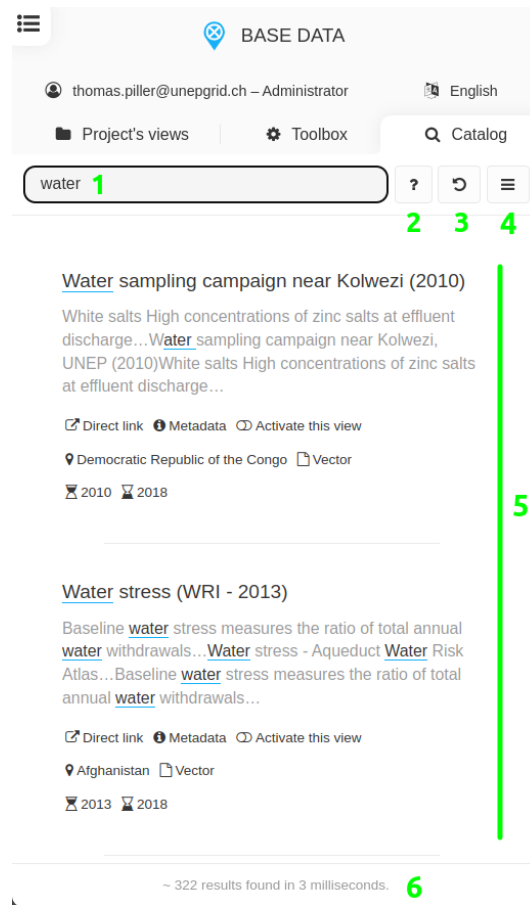 BASE DATA
thomas.piller@unepgrid.ch – Administrator English
Project's views Toolbox Catalog
water 1 ?
2 3 4
Water sampling campaign near Kolwezi (2010)
White salts High concentrations of zinc salts at effluent
discharge…Water sampling campaign near Kolwezi,
UNEP (2010)White salts High concentrations of zinc salts
at effluent discharge…
Direct link Metadata Activate this view
Democratic Republic of the Congo Vector
2010 2018
5
Water stress (WRI - 2013)
Baseline water stress measures the ratio of total annual
water withdrawals…Water stress - Aqueduct Water Risk
Atlas…Baseline water stress measures the ratio of total
annual water withdrawals…
Direct link Metadata Activate this view
Afghanistan Vector
2013 2018
~ 322 results found in 3 milliseconds. 6